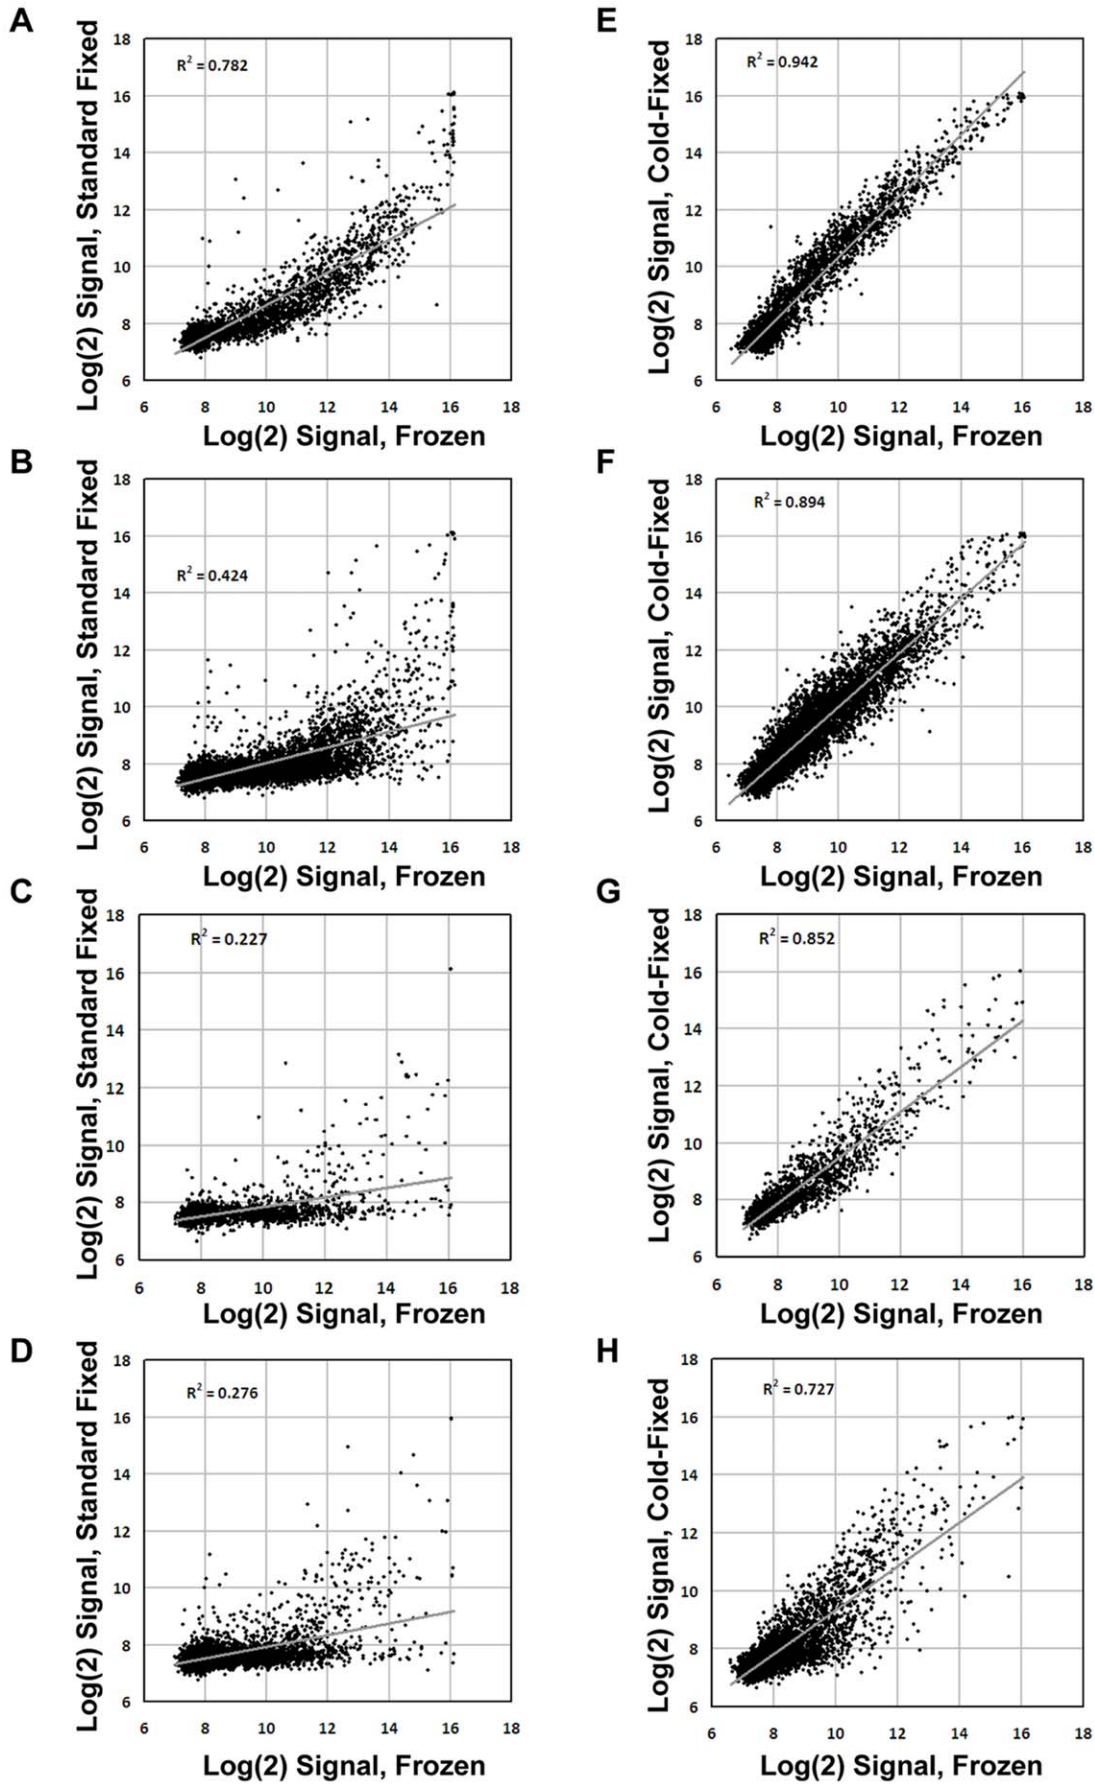 A
Log(2) Signal, Standard Fixed
18
16
14
12
10
8
6
R² = 0.782
6 8 10 12 14 16 18
Log(2) Signal, Frozen
E
Log(2) Signal, Cold-Fixed
18
16
14
12
10
8
6
R² = 0.942
6 8 10 12 14 16 18
Log(2) Signal, Frozen
B
Log(2) Signal, Standard Fixed
18
16
14
12
10
8
6
R² = 0.424
6 8 10 12 14 16 18
Log(2) Signal, Frozen
F
Log(2) Signal, Cold-Fixed
18
16
14
12
10
8
6
R² = 0.894
6 8 10 12 14 16 18
Log(2) Signal, Frozen
C
Log(2) Signal, Standard Fixed
18
16
14
12
10
8
6
R² = 0.227
6 8 10 12 14 16 18
Log(2) Signal, Frozen
G
Log(2) Signal, Cold-Fixed
18
16
14
12
10
8
6
R² = 0.852
6 8 10 12 14 16 18
Log(2) Signal, Frozen
D
Log(2) Signal, Standard Fixed
18
16
14
12
10
8
6
R² = 0.276
6 8 10 12 14 16 18
Log(2) Signal, Frozen
H
Log(2) Signal, Cold-Fixed
18
16
14
12
10
8
6
R² = 0.727
6 8 10 12 14 16 18
Log(2) Signal, Frozen